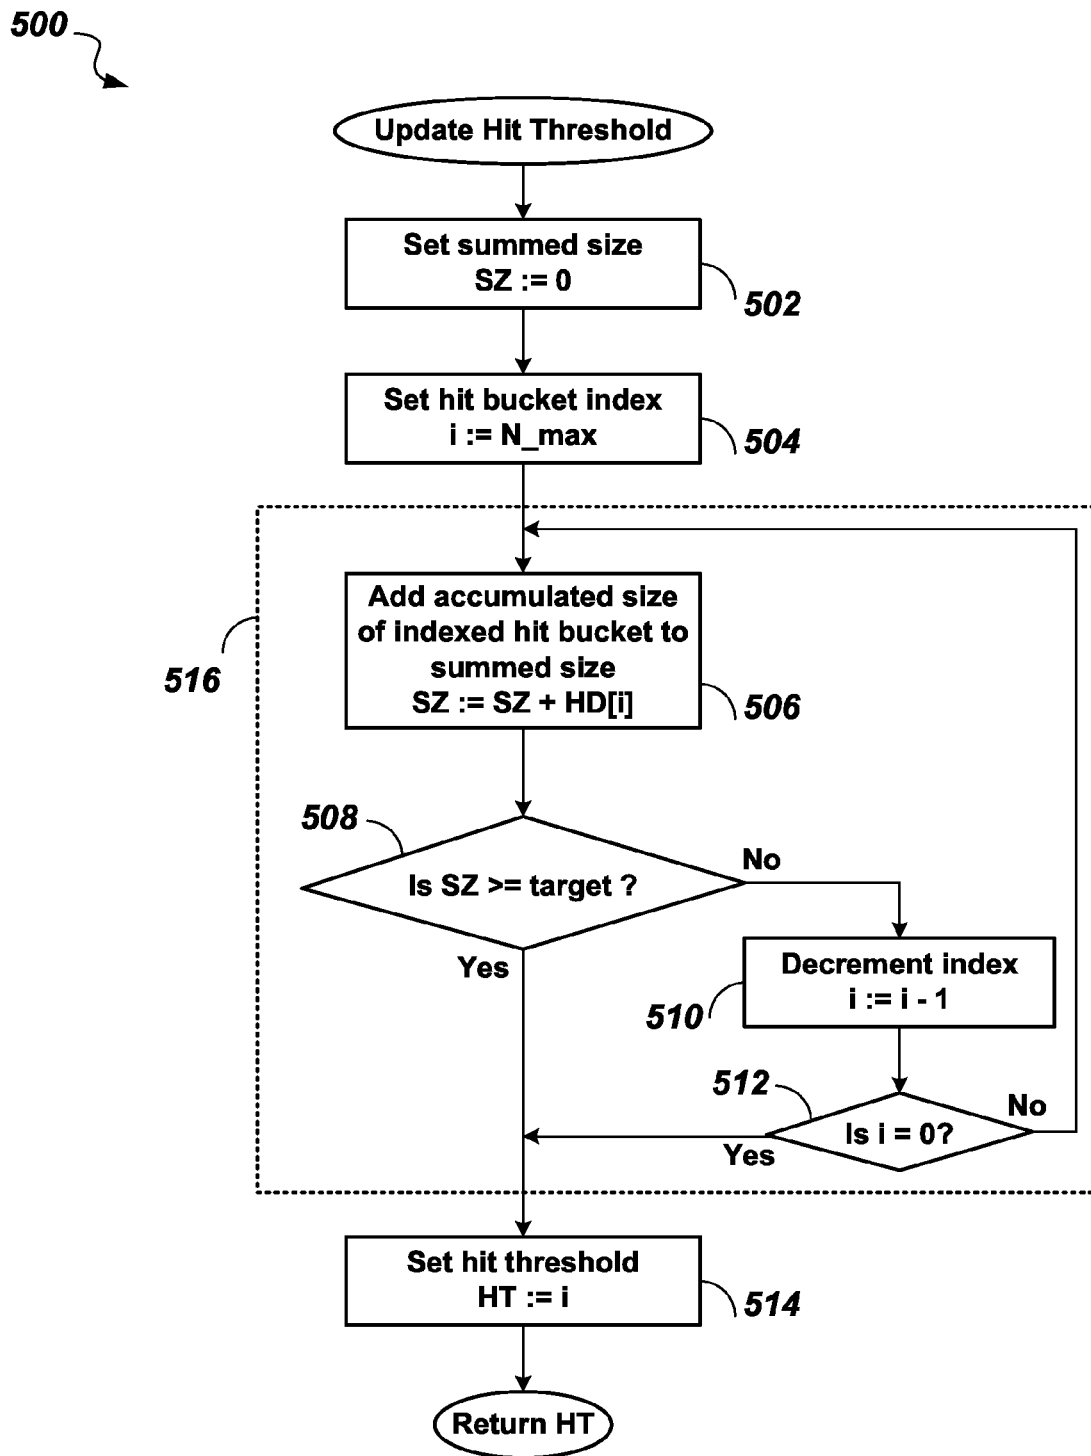 500
Update Hit Threshold
Set summed size
SZ := 0
502
Set hit bucket index
i := N_max
504
Add accumulated size
of indexed hit bucket to
summed size
SZ := SZ + HD[i]
506
516
508
Is SZ >= target ?
No
Yes
Decrement index
i := i - 1
510
512
Is i = 0?
No
Yes
Set hit threshold
HT := i
514
Return HT